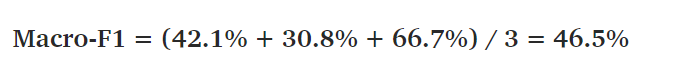 Macro-F1 = (42.1% + 30.8% + 66.7%) / 3 = 46.5%